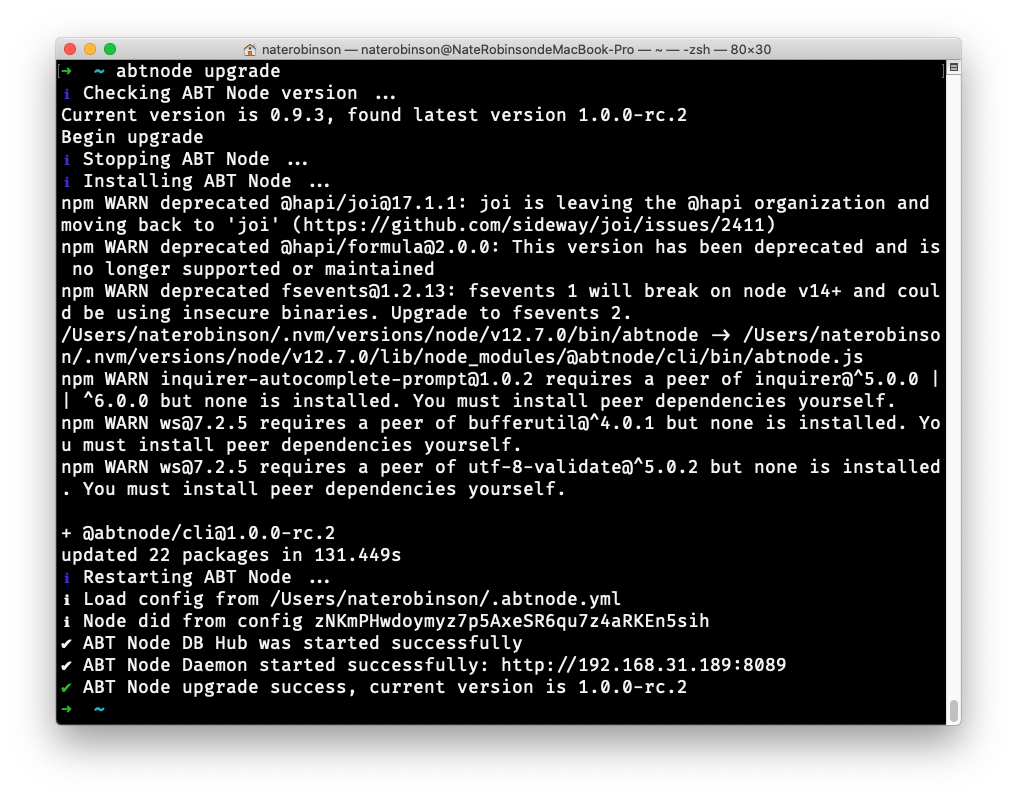 naterobinson — naterobinson@NateRobinsondeMacBook-Pro — ~ — -zsh — 80×30
[➜  ~ abtnode upgrade ]
ℹ Checking ABT Node version ...
Current version is 0.9.3, found latest version 1.0.0-rc.2
Begin upgrade
ℹ Stopping ABT Node ...
ℹ Installing ABT Node ...
npm WARN deprecated @hapi/joi@17.1.1: joi is leaving the @hapi organization and
moving back to 'joi' (https://github.com/sideway/joi/issues/2411)
npm WARN deprecated @hapi/formula@2.0.0: This version has been deprecated and is
 no longer supported or maintained
npm WARN deprecated fsevents@1.2.13: fsevents 1 will break on node v14+ and coul
d be using insecure binaries. Upgrade to fsevents 2.
/Users/naterobinson/.nvm/versions/node/v12.7.0/bin/abtnode -> /Users/naterobinso
n/.nvm/versions/node/v12.7.0/lib/node_modules/@abtnode/cli/bin/abtnode.js
npm WARN inquirer-autocomplete-prompt@1.0.2 requires a peer of inquirer@^5.0.0 |
| ^6.0.0 but none is installed. You must install peer dependencies yourself.
npm WARN ws@7.2.5 requires a peer of bufferutil@^4.0.1 but none is installed. Yo
u must install peer dependencies yourself.
npm WARN ws@7.2.5 requires a peer of utf-8-validate@^5.0.2 but none is installed
. You must install peer dependencies yourself.
+ @abtnode/cli@1.0.0-rc.2
updated 22 packages in 131.449s
ℹ Restarting ABT Node ...
ℹ Load config from /Users/naterobinson/.abtnode.yml
ℹ Node did from config zNKmPHwdoymyz7p5AxeSR6qu7z4aRKEn5sih
✔ ABT Node DB Hub was started successfully
✔ ABT Node Daemon started successfully: http://192.168.31.189:8089
✔ ABT Node upgrade success, current version is 1.0.0-rc.2
➜  ~